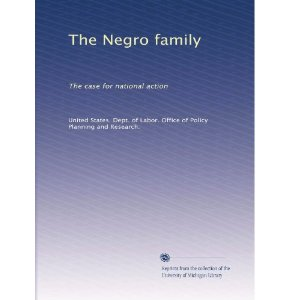 The Negro family
The case for national action
United States. Dept. of Labor. Office of Policy
Planning and Research.
Reprints from the collection of the
University of Michigan Library